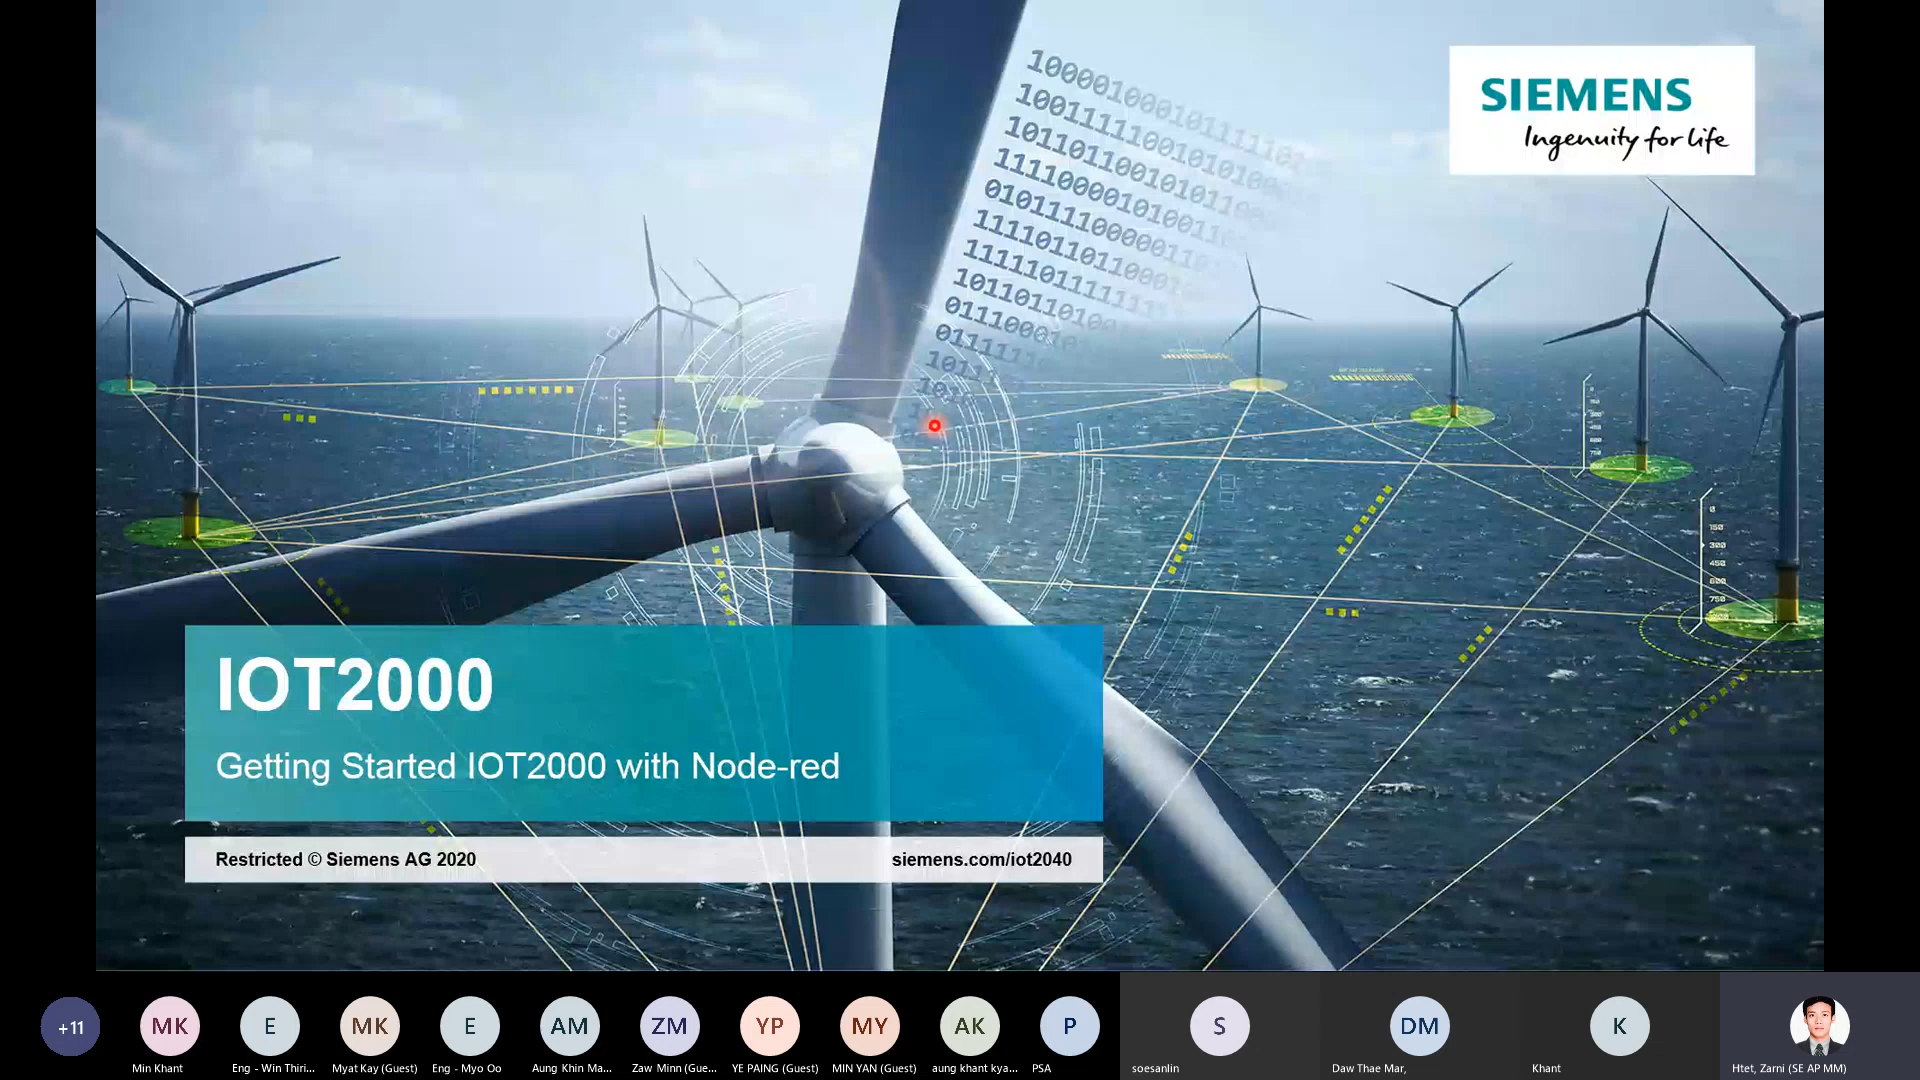 SIEMENS
Ingenuity for life
IOT2000
Getting Started IOT2000 with Node-red
Restricted © Siemens AG 2020
siemens.com/iot2040
+11
MK
E
MK
E
AM
ZM
YP
MY
AK
P
S
DM
K
Min Khant
Eng - Win Thiri...
Myat Kay (Guest)
Eng - Myo Oo
Aung Khin Ma...
Zaw Minn (Gue...
YE PAING (Guest)
MIN YAN (Guest)
aung khant kya...
PSA
soesanlin
Daw Thae Mar,
Khant
Htet, Zarni (SE AP MM)